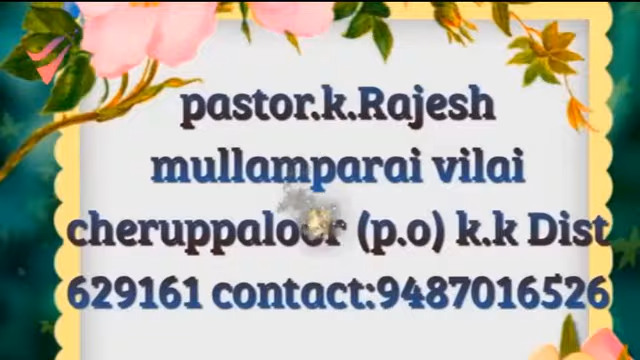 pastor.k.Rajesh
mullamparai vilai
cheruppaloor (p.o) k.k Dist
629161 contact:9487016526